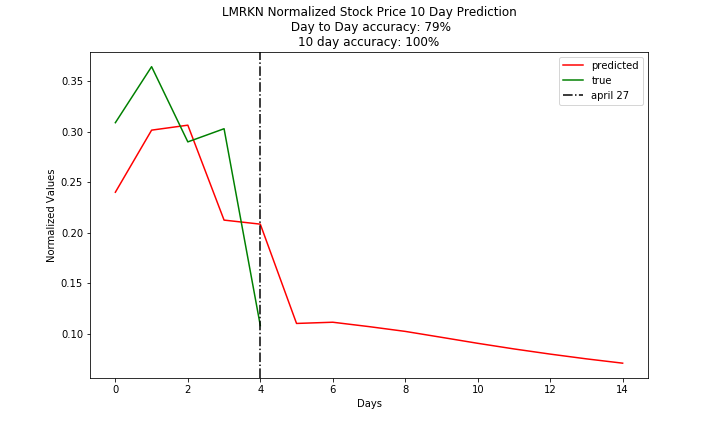 LMRKN Normalized Stock Price 10 Day Prediction
Day to Day accuracy: 79%
10 day accuracy: 100%
predicted
true
april 27
Normalized Values
0.35
0.30
0.25
0.20
0.15
0.10
0 2 4 6 8 10 12 14
Days